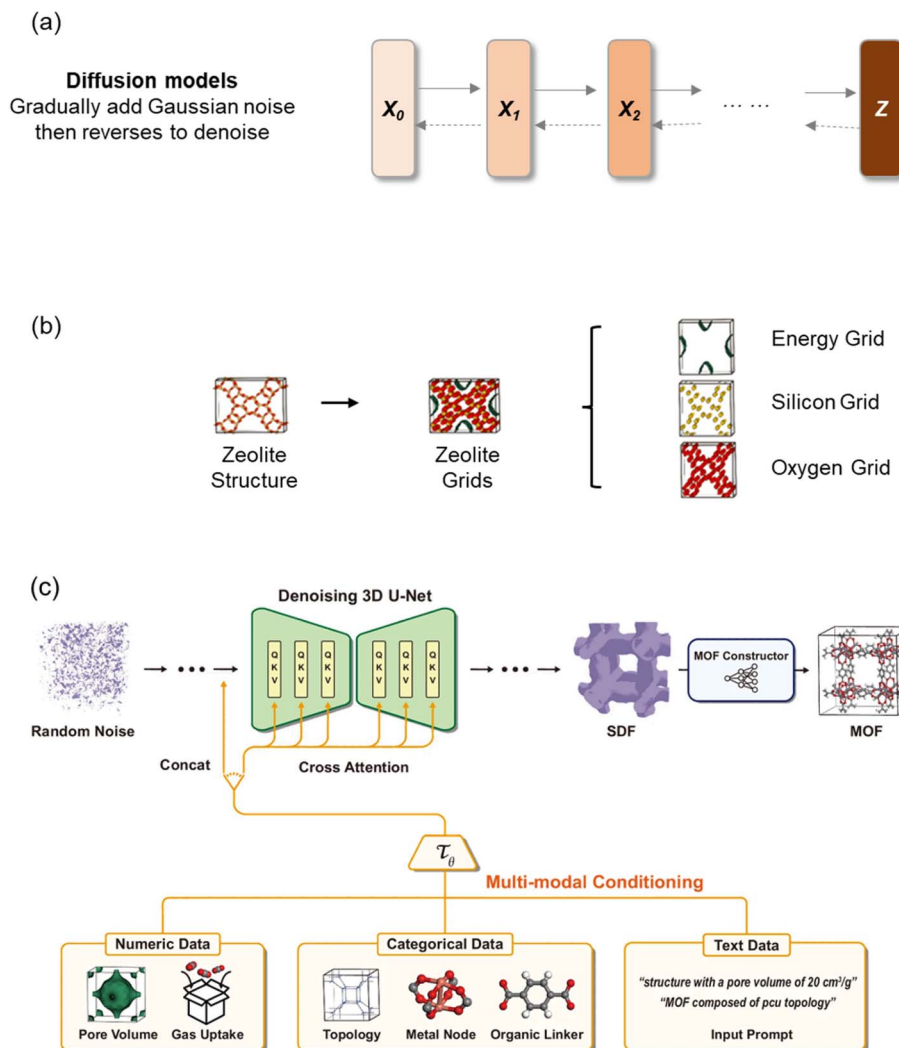 (a)
Diffusion models
Gradually add Gaussian noise
then reverses to denoise
X0
X1
X2
... ...
Z
(b)
Zeolite
Structure
Zeolite
Grids
Energy Grid
Silicon Grid
Oxygen Grid
(c)
Denoising 3D U-Net
Q K V
Q K V
Q K V
Q K V
Q K V
Q K V
Random Noise
Concat
Cross Attention
SDF
MOF Constructor
MOF
τθ
Multi-modal Conditioning
Numeric Data
Pore Volume
Gas Uptake
Categorical Data
Topology
Metal Node
Organic Linker
Text Data
“structure with a pore volume of 20 cm³/g”
“MOF composed of pcu topology”
Input Prompt